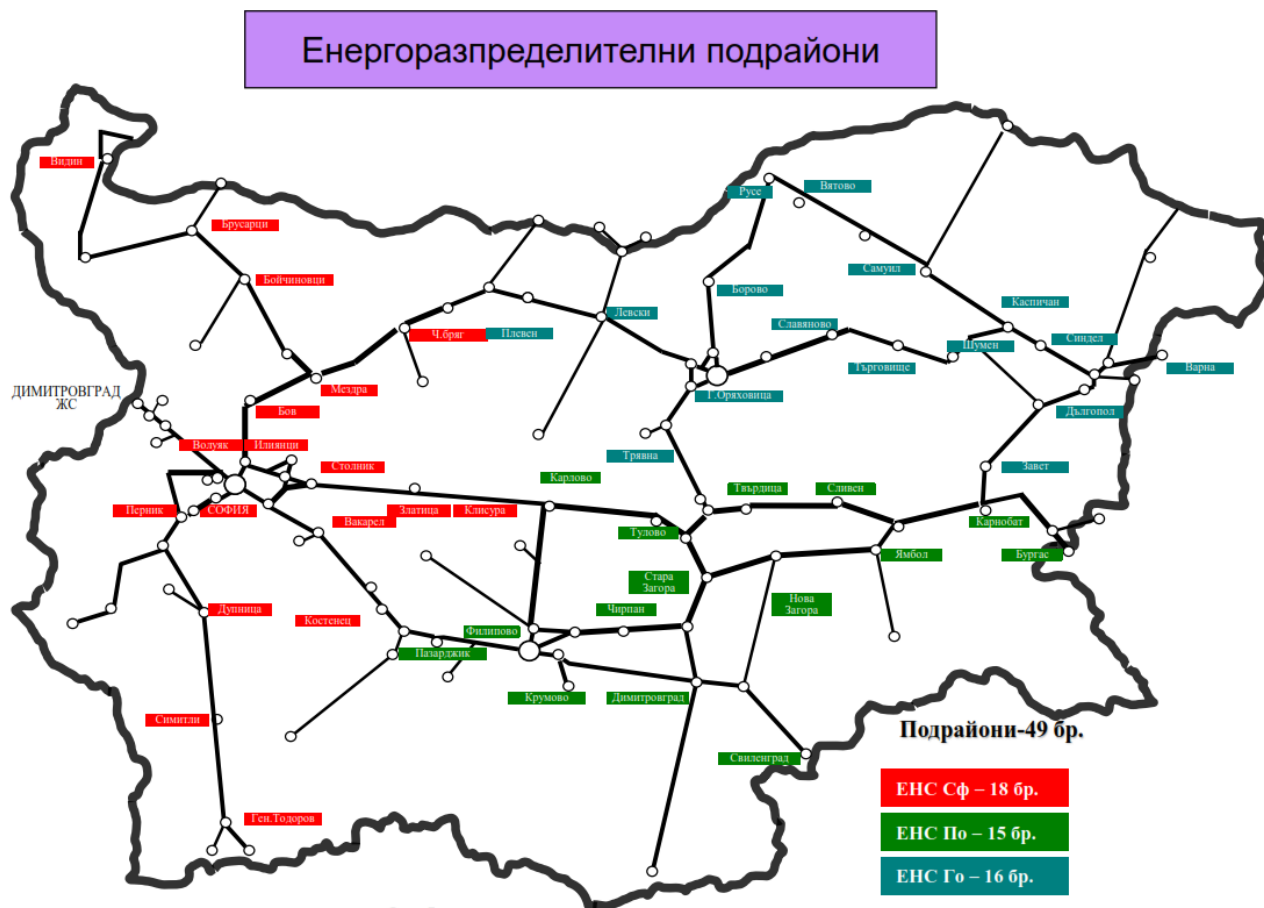 Енергоразпределителни подрайони
Видин
Русе
Вятово
Брусарци
Бойчиновци
Самуил
Борово
Каспичан
Левски
Славяново
Ч.бряг
Плевен
Синдел
Шумен
Търговище
Варна
Мездра
ДИМИТРОВГРАД
ЖС
Г.Оряховица
Бов
Дългопол
Волуяк
Илиянци
Трявна
Столник
Завет
Карлово
Твърдица
Сливен
Перник
СОФИЯ
Златица
Клисура
Вакарел
Карнобат
Тулово
Ямбол
Бургас
Стара
Загора
Нова
Загора
Дупница
Чирпан
Костенец
Филипово
Пазарджик
Крумово
Димитровград
Симитли
Свиленград
Ген.Тодоров
Подрайони-49 бр.
ЕНС Сф – 18 бр.
ЕНС По – 15 бр.
ЕНС Го – 16 бр.